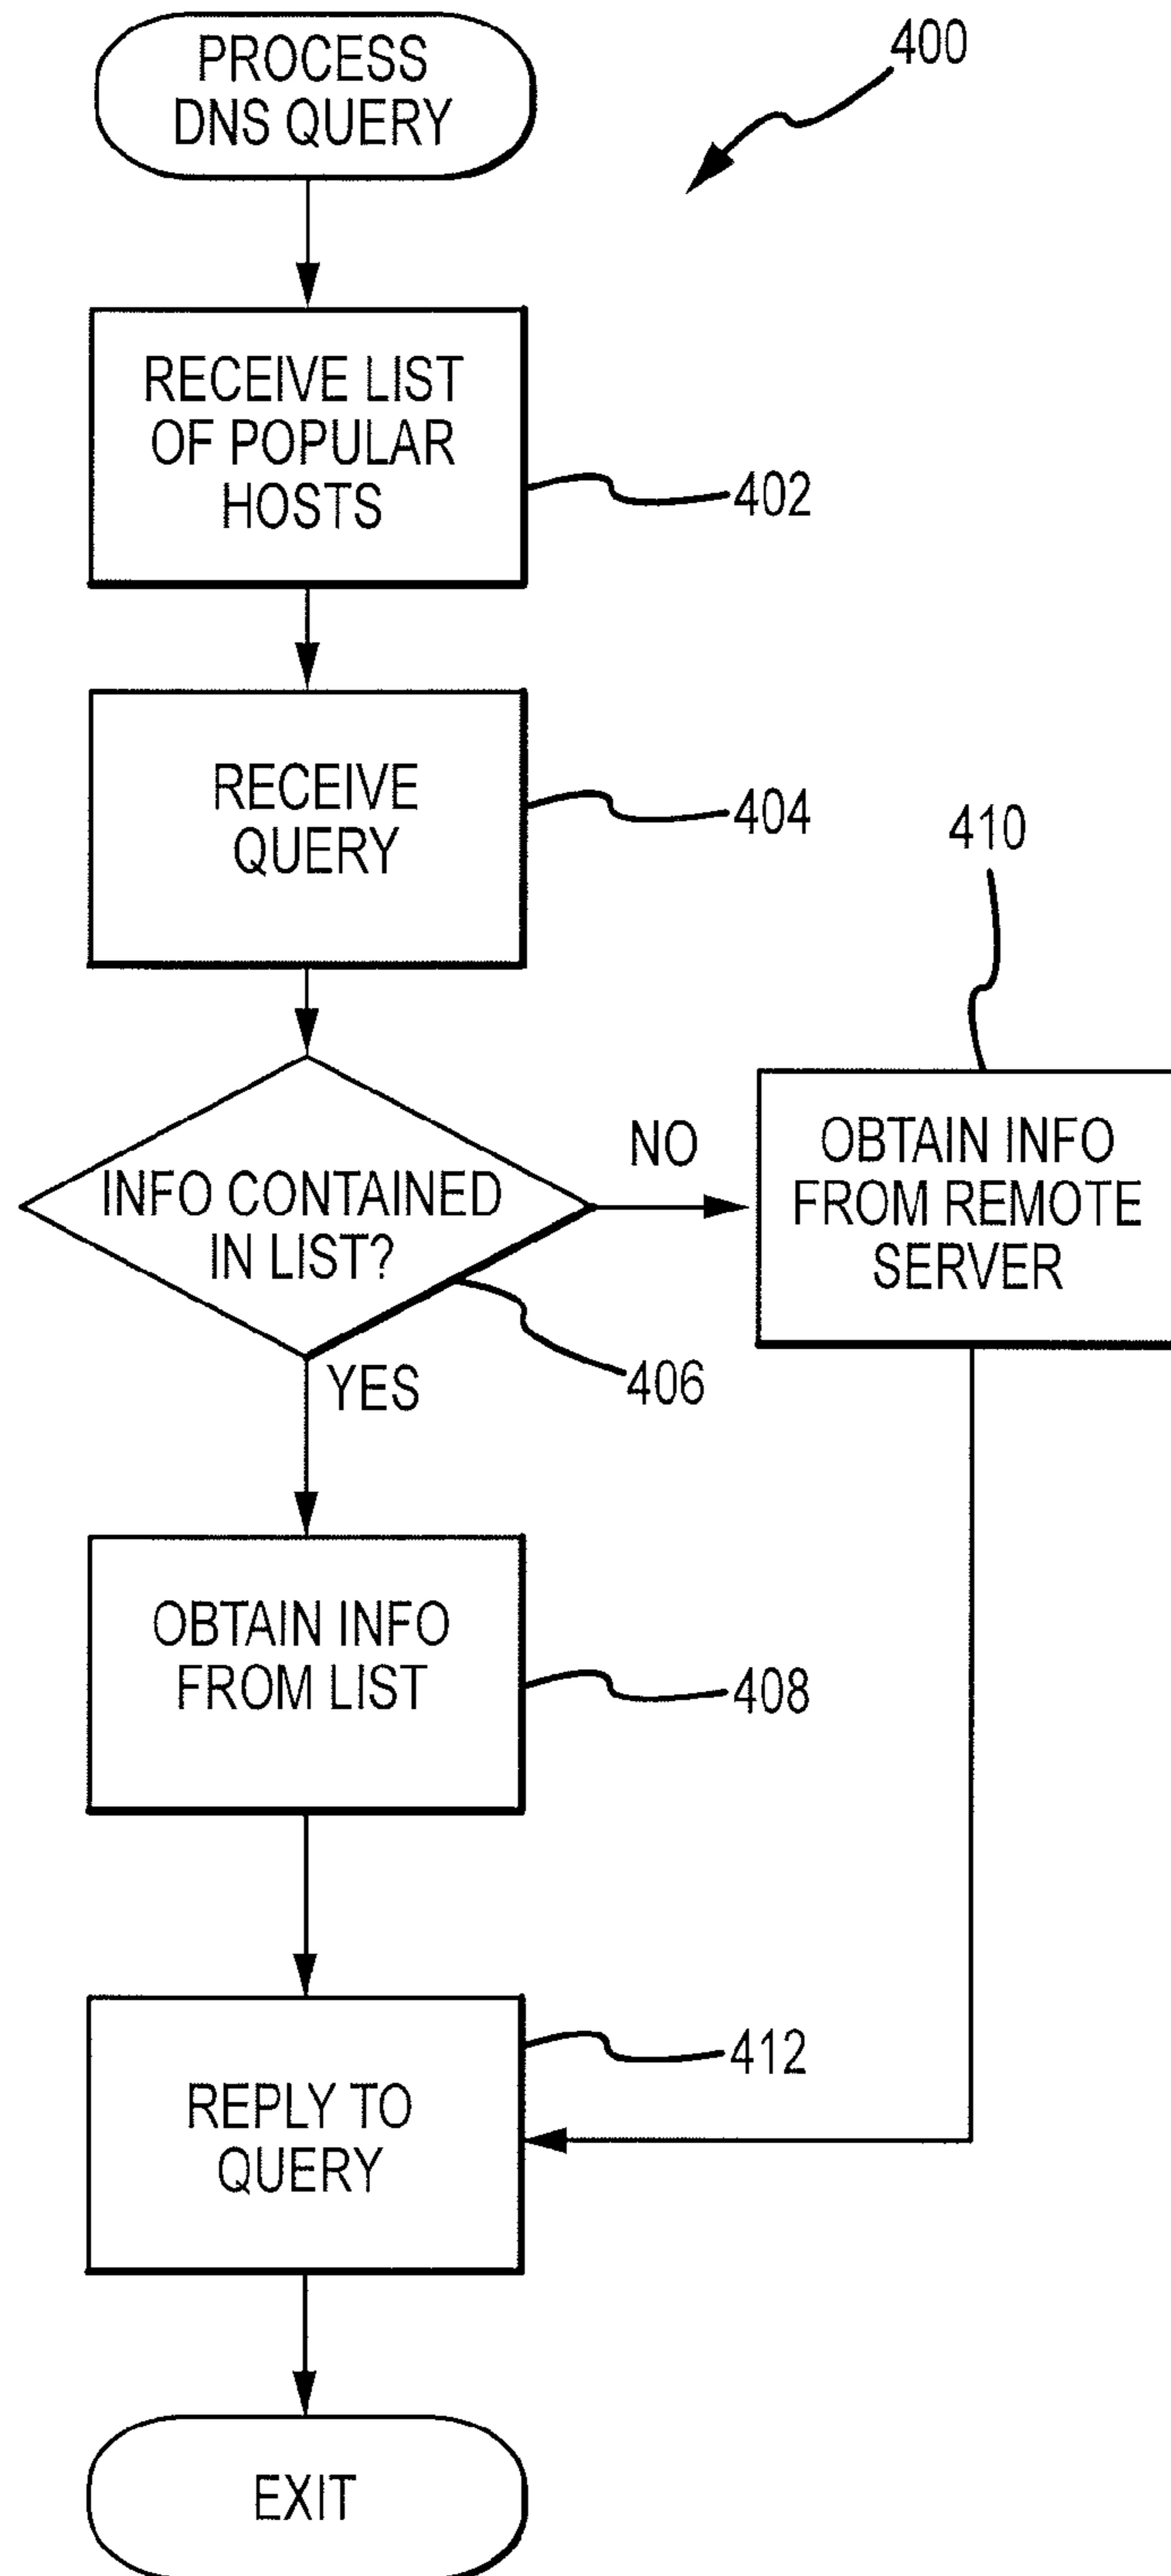 PROCESS
DNS QUERY
400
RECEIVE LIST
OF POPULAR
HOSTS
402
RECEIVE
QUERY
404
410
INFO CONTAINED
IN LIST?
NO
OBTAIN INFO
FROM REMOTE
SERVER
406
YES
OBTAIN INFO
FROM LIST
408
412
REPLY TO
QUERY
EXIT